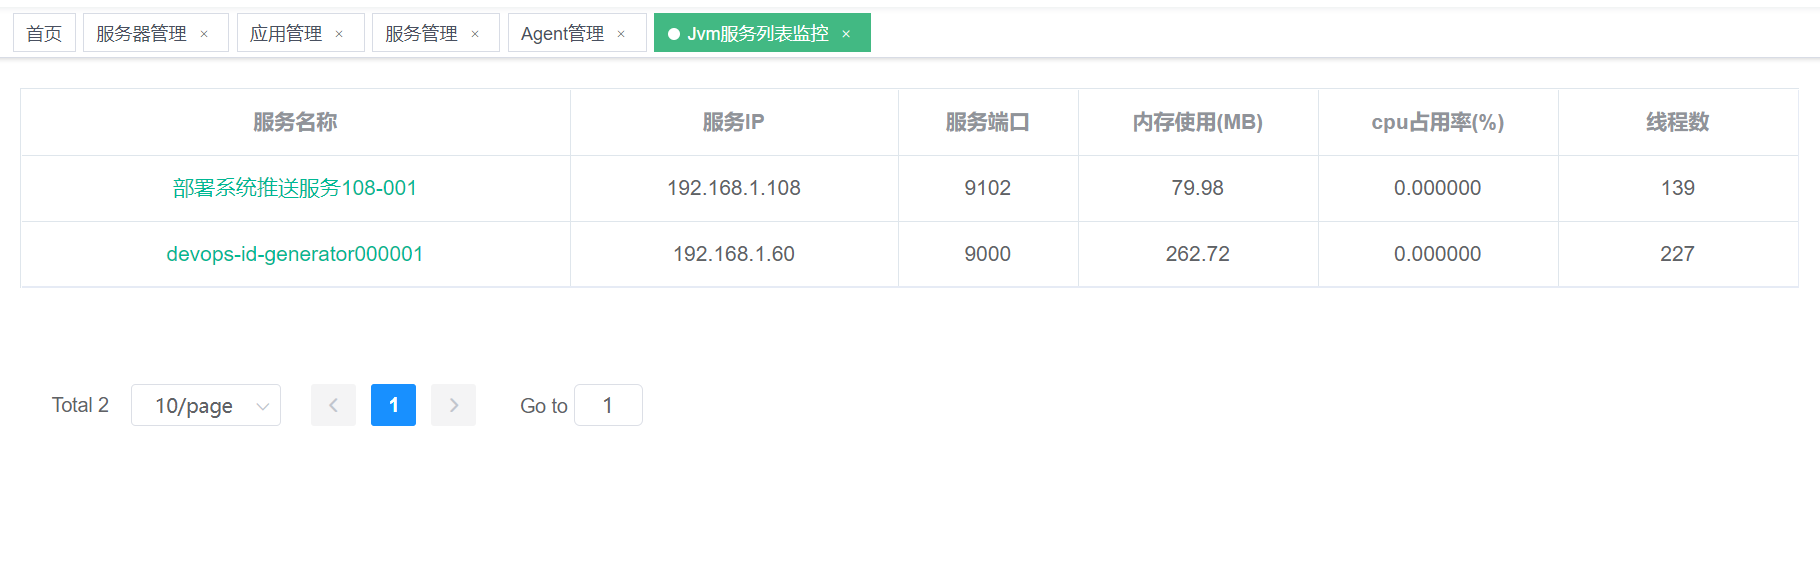 首页 服务器管理 × 应用管理 × 服务管理 × Agent管理 × Jvm服务列表监控 ×
服务名称 服务IP 服务端口 内存使用(MB) cpu占用率(%) 线程数
部署系统推送服务108-001 192.168.1.108 9102 79.98 0.000000 139
devops-id-generator000001 192.168.1.60 9000 262.72 0.000000 227
Total 2 10/page 1 Go to 1